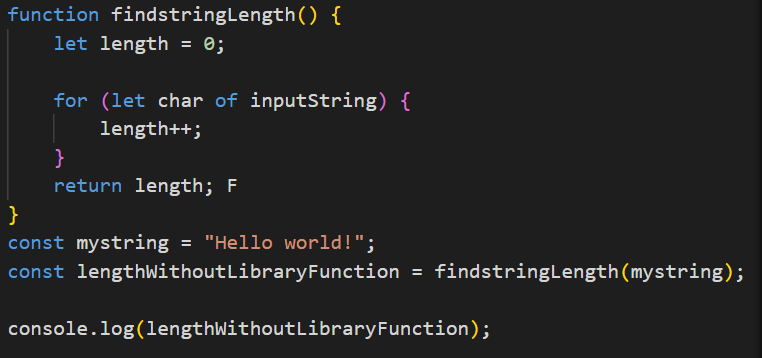 function findstringLength() {
    let length = 0;

    for (let char of inputString) {
        length++;
    }
    return length; F
}
const mystring = "Hello world!";
const lengthWithoutLibraryFunction = findstringLength(mystring);

console.log(lengthWithoutLibraryFunction);